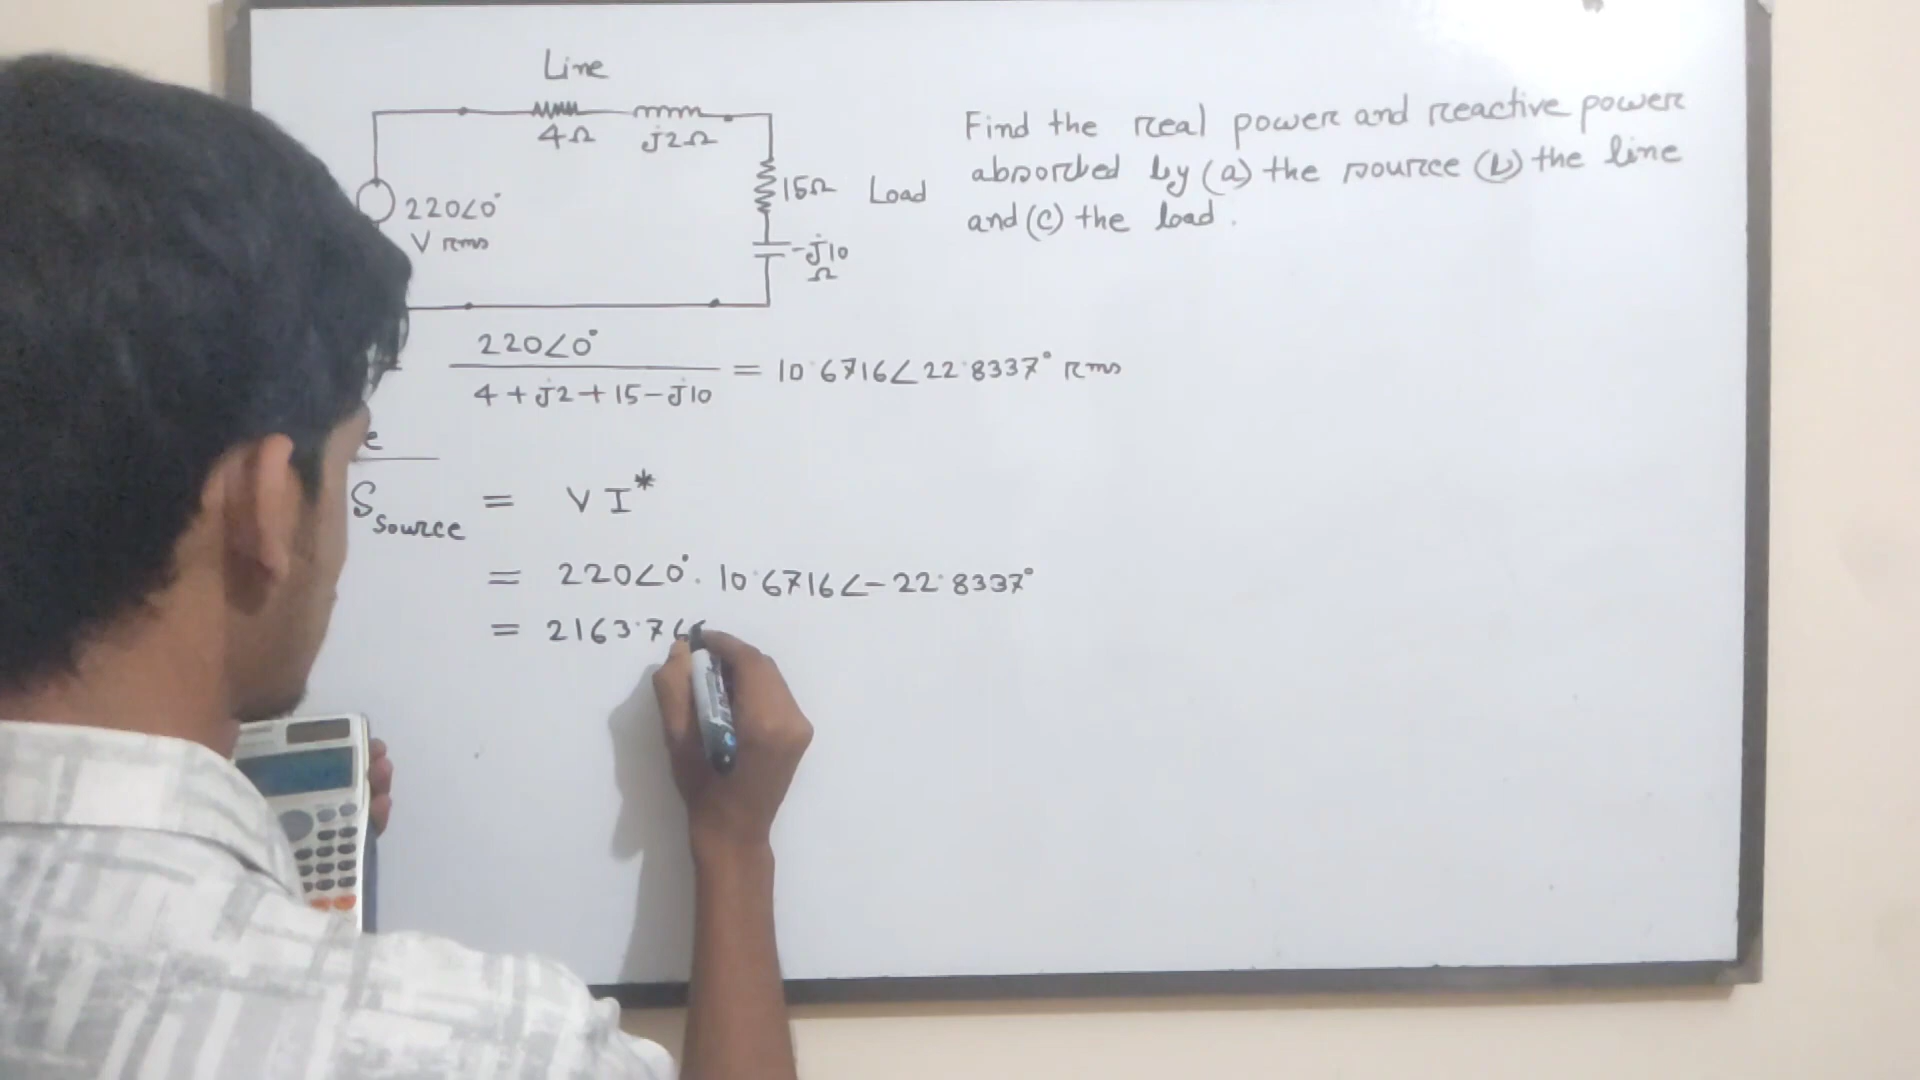 Line
4Ω j2Ω
220∠0°
V rms
15Ω Load
-j10
Ω
Find the real power and reactive power
absorbed by (a) the source (b) the line
and (c) the load.
220∠0°
4+j2+15-j10
= 10.6716∠22.8337° rms
e
S source = V I*
= 220∠0°. 10.6716∠-22.8337°
= 2163.76